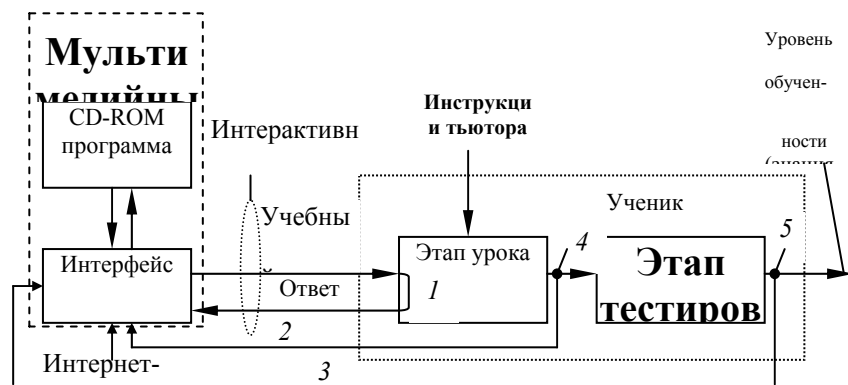 Мульти
медийны
CD-ROM
программа
Интерфейс
Интернет-
Интерактивн
Учебны
й
Ответ
1
2
3
Инструкци
и тьютора
Этап урока
4
Ученик
Этап
тестиров
5
Уровень
обучен-
ности
(знания